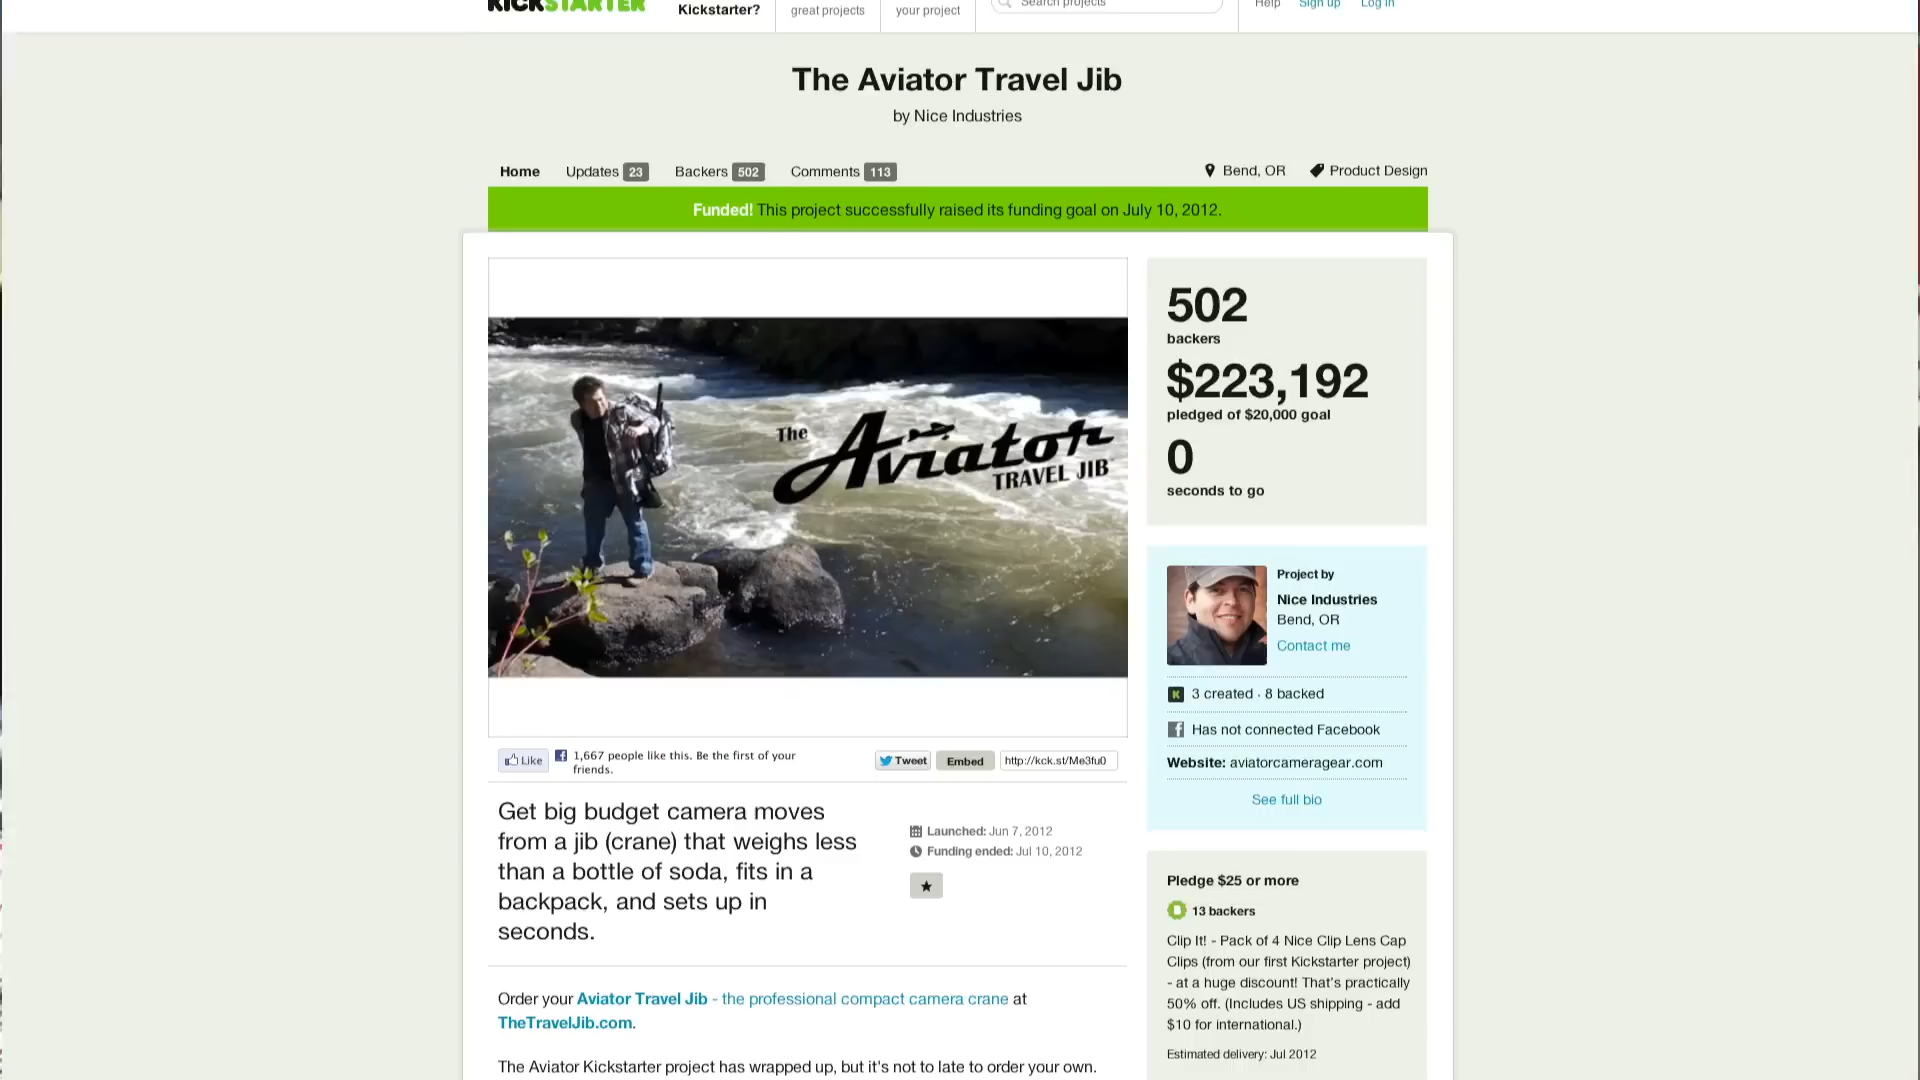 KICKSTARTER
Kickstarter?
great projects
your project
Search projects
Help
Sign up
Log in
The Aviator Travel Jib
by Nice Industries
Home
Updates 23
Backers 502
Comments 113
Bend, OR
Product Design
Funded! This project successfully raised its funding goal on July 10, 2012.
The
Aviator
TRAVEL JIB
Like
1,667 people like this. Be the first of your
friends.
Tweet
Embed
http://kck.st/Me3fu0
Get big budget camera moves
from a jib (crane) that weighs less
than a bottle of soda, fits in a
backpack, and sets up in
seconds.
Launched: Jun 7, 2012
Funding ended: Jul 10, 2012
Order your Aviator Travel Jib - the professional compact camera crane at
TheTravelJib.com.
The Aviator Kickstarter project has wrapped up, but it's not to late to order your own.
502
backers
$223,192
pledged of $20,000 goal
0
seconds to go
Project by
Nice Industries
Bend, OR
Contact me
K
3 created · 8 backed
Has not connected Facebook
Website: aviatorcameragear.com
See full bio
Pledge $25 or more
13 backers
Clip It! - Pack of 4 Nice Clip Lens Cap
Clips (from our first Kickstarter project)
- at a huge discount! That's practically
50% off. (Includes US shipping - add
$10 for international.)
Estimated delivery: Jul 2012